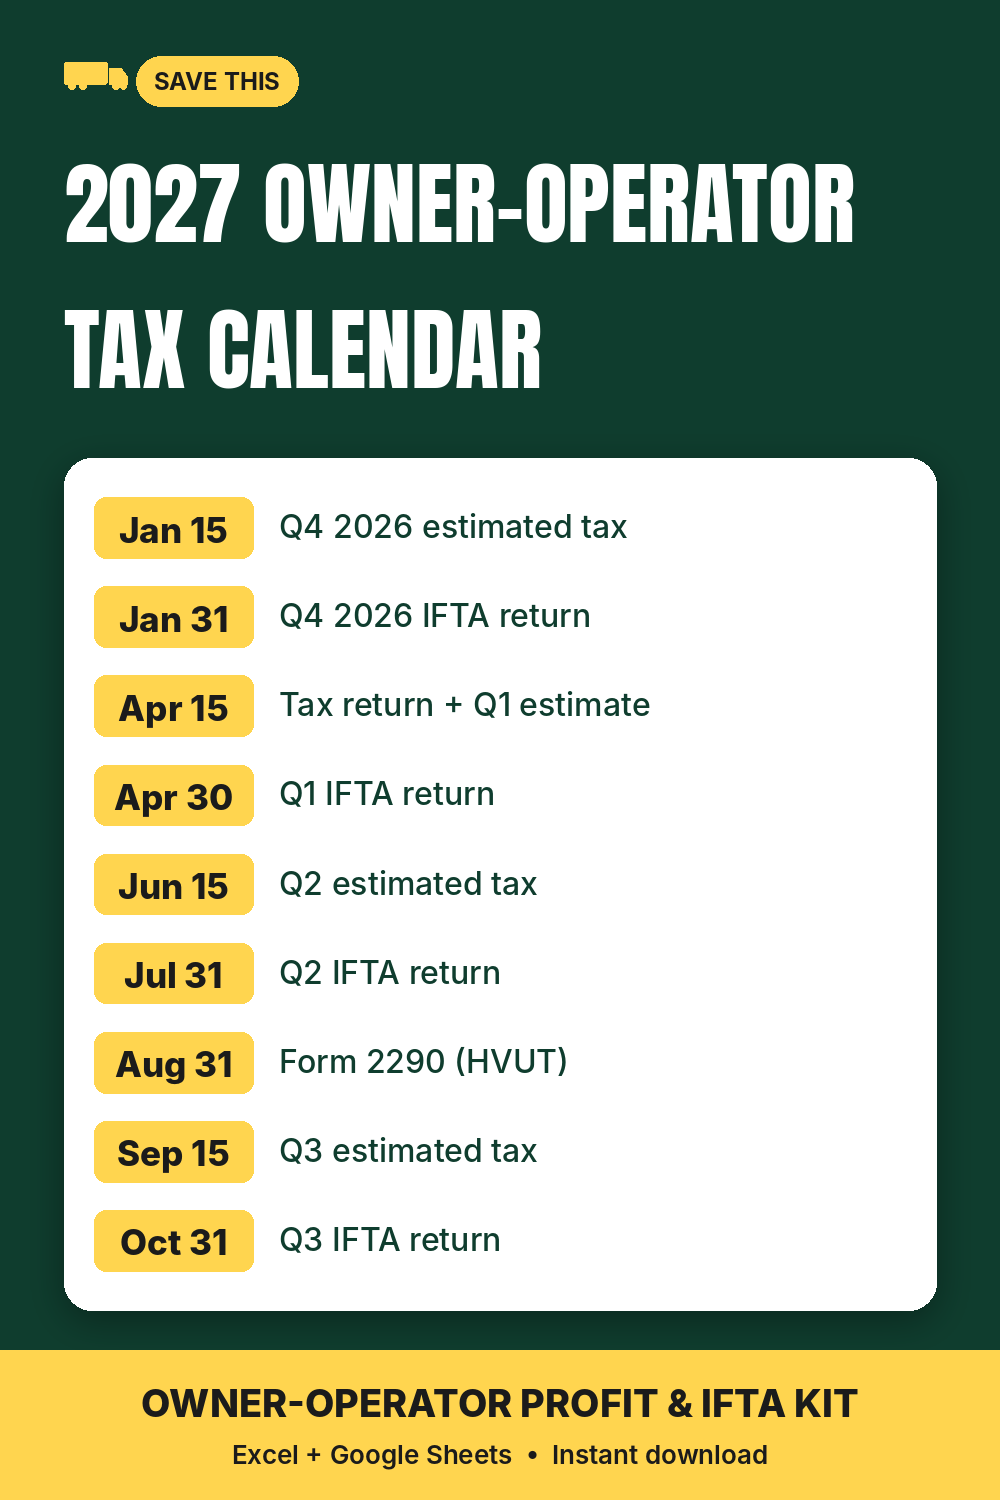 SAVE THIS
2027 OWNER-OPERATOR
TAX CALENDAR
Jan 15 Q4 2026 estimated tax
Jan 31 Q4 2026 IFTA return
Apr 15 Tax return + Q1 estimate
Apr 30 Q1 IFTA return
Jun 15 Q2 estimated tax
Jul 31 Q2 IFTA return
Aug 31 Form 2290 (HVUT)
Sep 15 Q3 estimated tax
Oct 31 Q3 IFTA return
OWNER-OPERATOR PROFIT & IFTA KIT
Excel + Google Sheets • Instant download